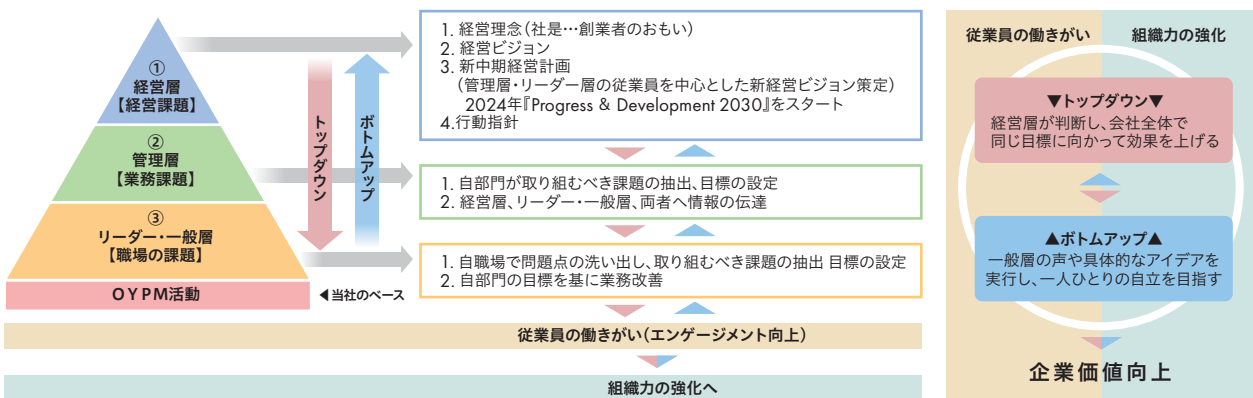 ①
経営層
【経営課題】
②
管理層
【業務課題】
③
リーダー・一般層
【職場の課題】
OYPM活動
◀当社のベース
トップダウン
ボトムアップ
1. 経営理念（社是…創業者のおもい）
2. 経営ビジョン
3. 新中期経営計画
（管理層・リーダー層の従業員を中心とした新経営ビジョン策定）
2024年『Progress & Development 2030』をスタート
4.行動指針
1. 自部門が取り組むべき課題の抽出、目標の設定
2. 経営層、リーダー・一般層、両者へ情報の伝達
1. 自職場で問題点の洗い出し、取り組むべき課題の抽出 目標の設定
2. 自部門の目標を基に業務改善
従業員の働きがい（エンゲージメント向上）
組織力の強化へ
従業員の働きがい
組織力の強化
▼トップダウン▼
経営層が判断し、会社全体で
同じ目標に向かって効果を上げる
▲ボトムアップ▲
一般層の声や具体的なアイデアを
実行し、一人ひとりの自立を目指す
企業価値向上